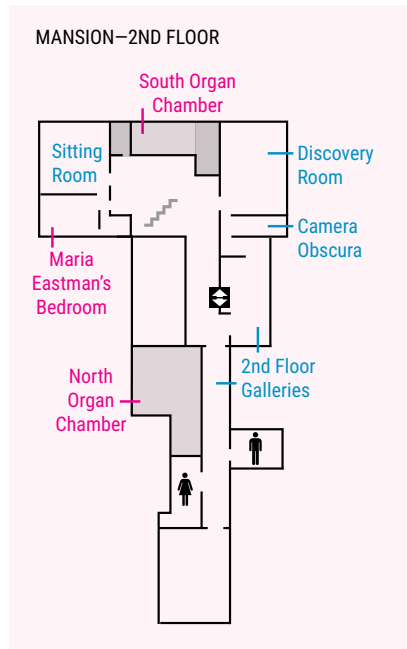 MANSION—2ND FLOOR
South Organ
Chamber
Sitting
Room
Discovery
Room
Camera
Obscura
Maria
Eastman's
Bedroom
2nd Floor
Galleries
North
Organ
Chamber